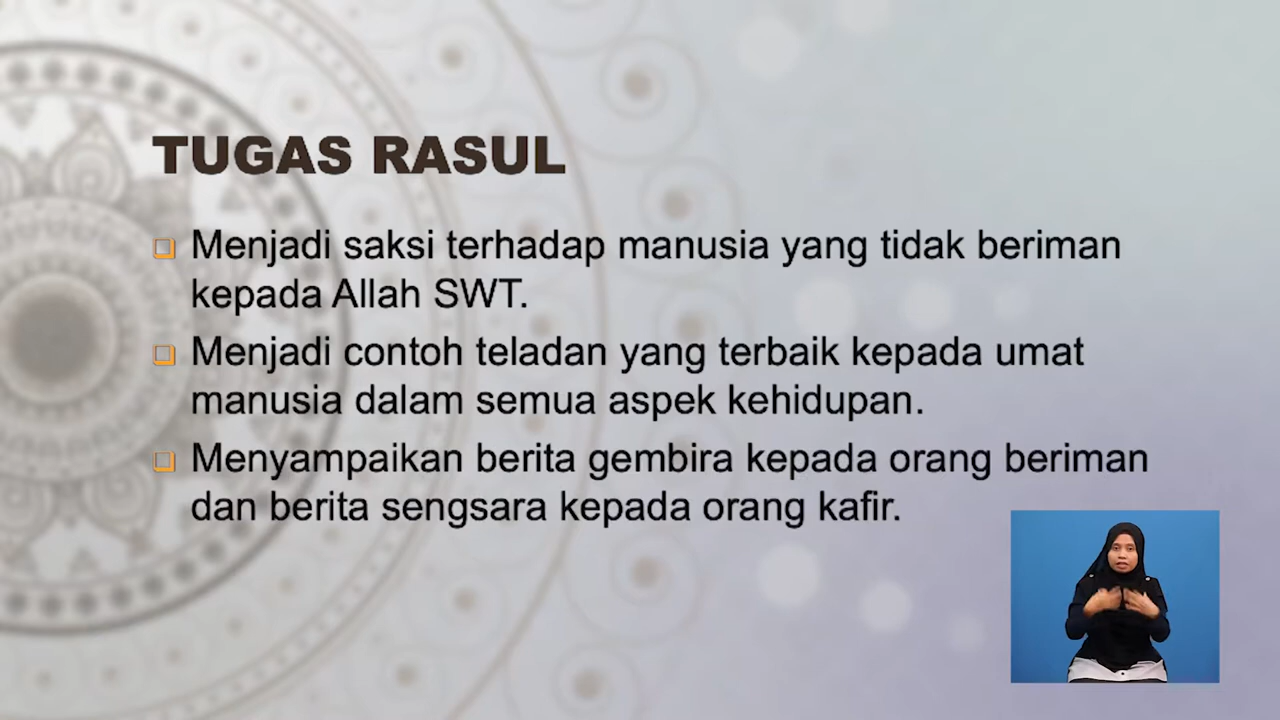 TUGAS RASUL
Menjadi saksi terhadap manusia yang tidak beriman
kepada Allah SWT.
Menjadi contoh teladan yang terbaik kepada umat
manusia dalam semua aspek kehidupan.
Menyampaikan berita gembira kepada orang beriman
dan berita sengsara kepada orang kafir.